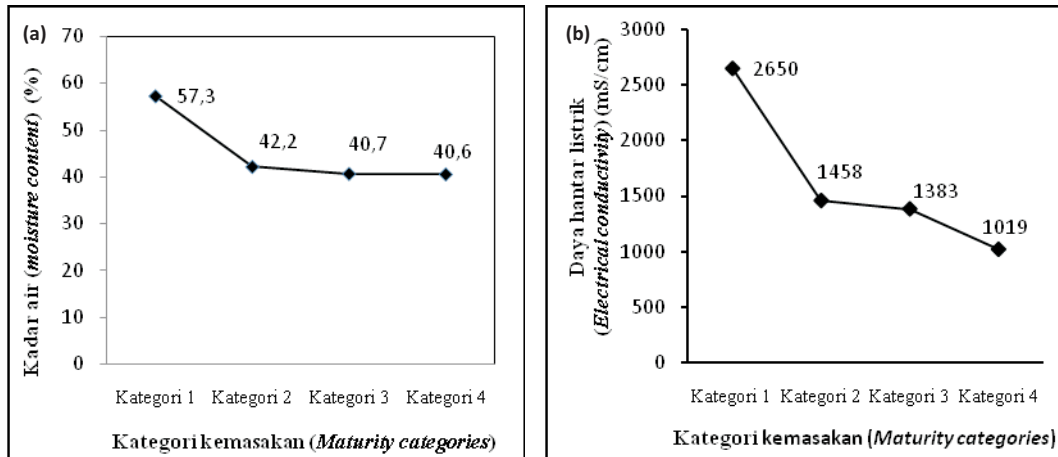 (a)
Kadar air (moisture content) (%)
70
60
50
40
30
20
10
0
57,3
42,2
40,7
40,6
Kategori 1 Kategori 2 Kategori 3 Kategori 4
Kategori kemasakan (Maturity categories)
(b)
Daya hantar listrik
(Electrical conductivity) (mS/cm)
3000
2500
2000
1500
1000
500
0
2650
1458
1383
1019
Kategori 1 Kategori 2 Kategori 3 Kategori 4
Kategori kemasakan (Maturity categories)